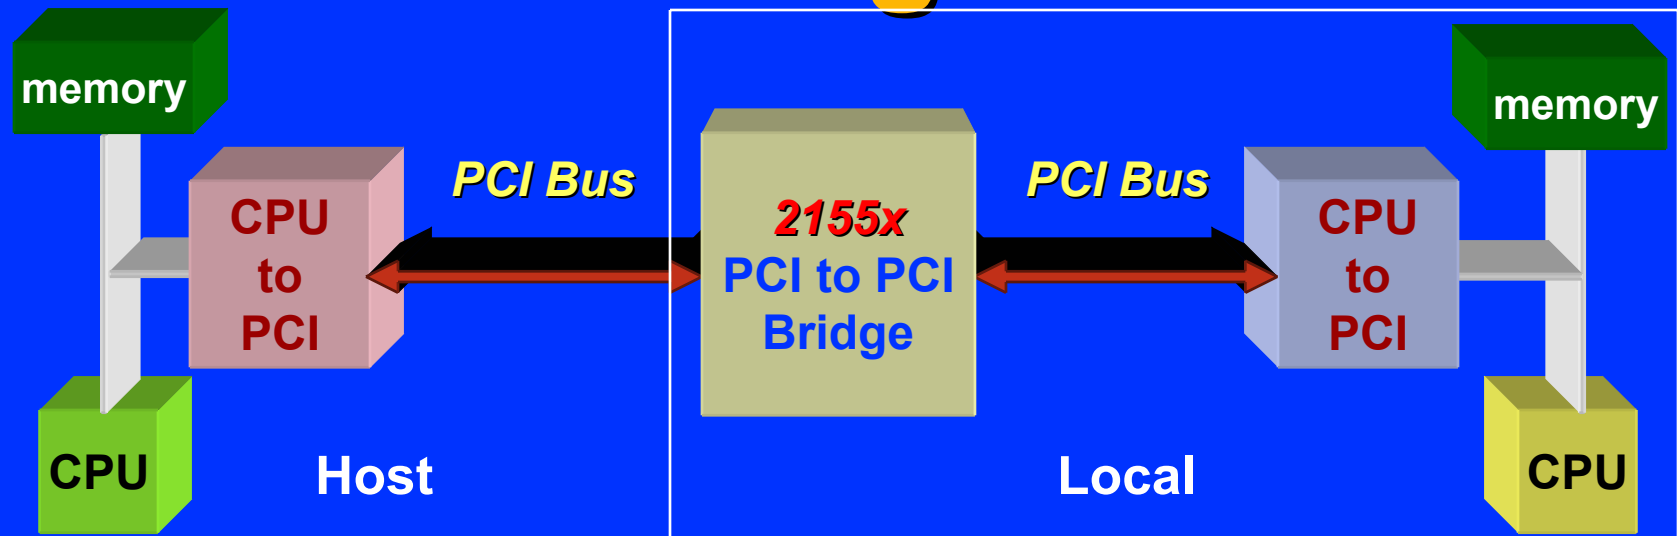 memory
memory
PCI Bus
PCI Bus
CPU
to
PCI
2155x
PCI to PCI
Bridge
CPU
to
PCI
CPU
Host
Local
CPU